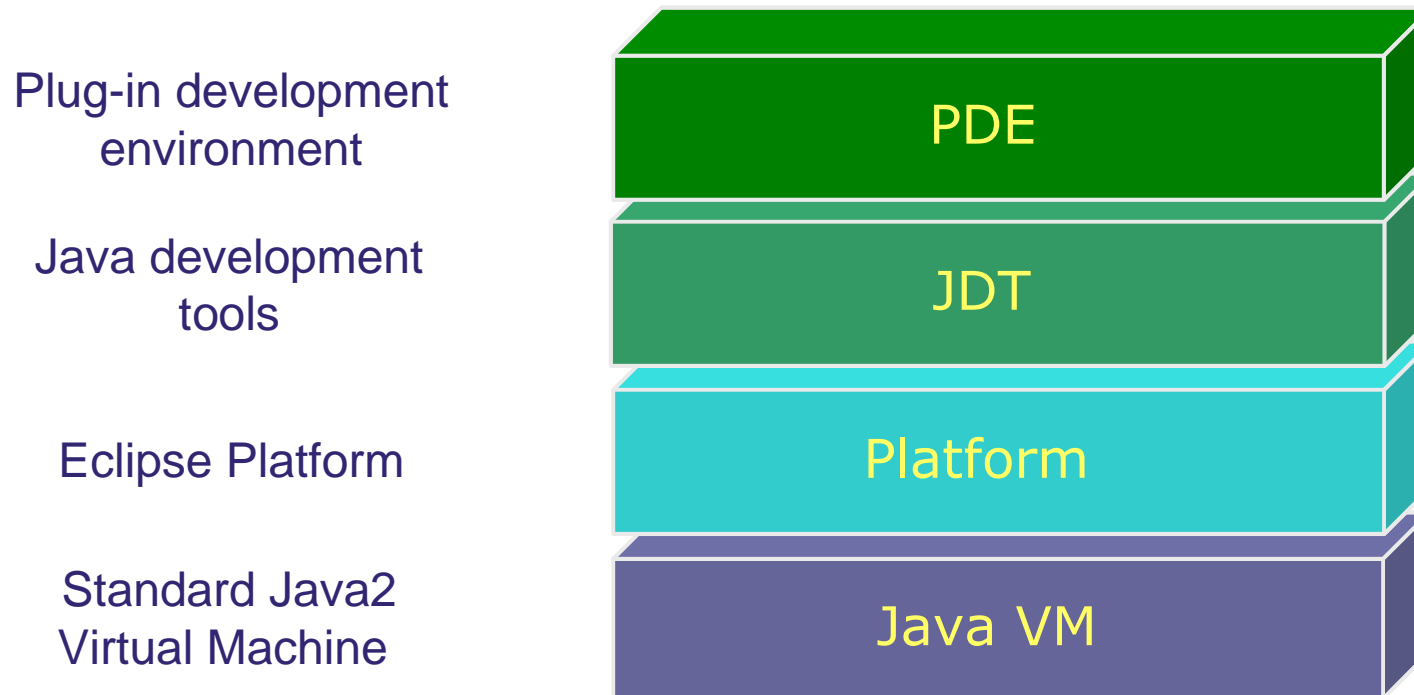 Plug-in development
environment
PDE
Java development
tools
JDT
Eclipse Platform
Platform
Standard Java2
Virtual Machine
Java VM